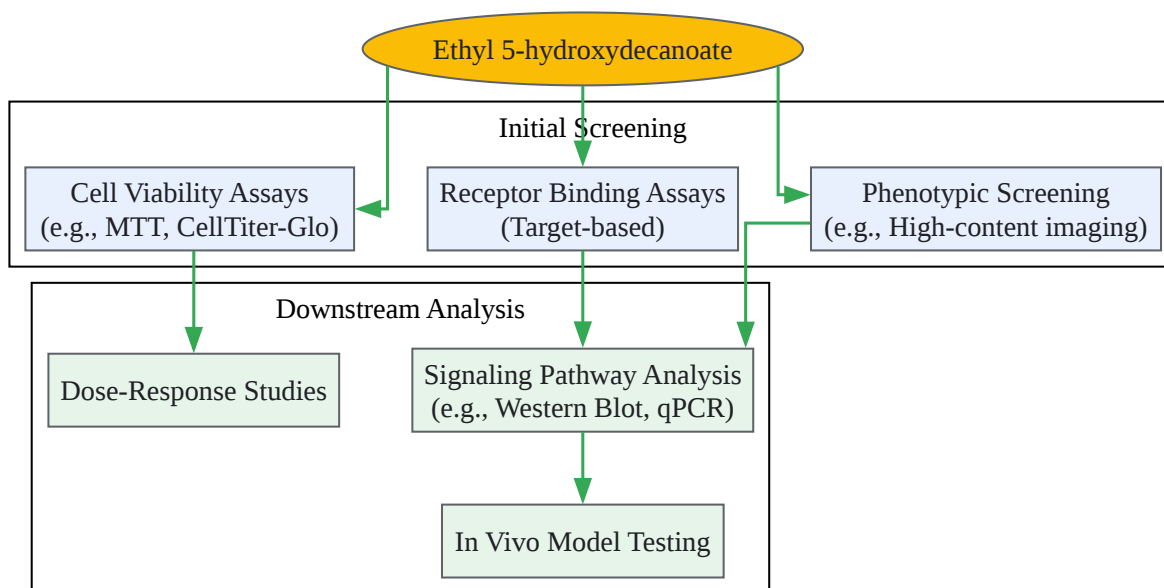 Ethyl 5-hydroxydecanoate
Initial Screening
Cell Viability Assays
(e.g., MTT, CellTiter-Glo)
Receptor Binding Assays
(Target-based)
Phenotypic Screening
(e.g., High-content imaging)
Downstream Analysis
Dose-Response Studies
Signaling Pathway Analysis
(e.g., Western Blot, qPCR)
In Vivo Model Testing